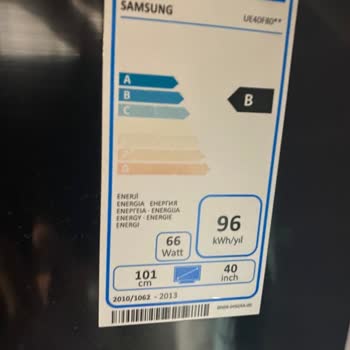 SAMSUNG
UE40F80**
A
B
C
B
ENERJİ
ENERGIA · ЕНЕРГИЯ
ΕΝΕΡΓΕΙΑ · ENERGIJA
ENERGY · ENERGIE
ENERGI
96
kWh/yıl
66
Watt
101
cm
40
inch
2010/1062 - 2013